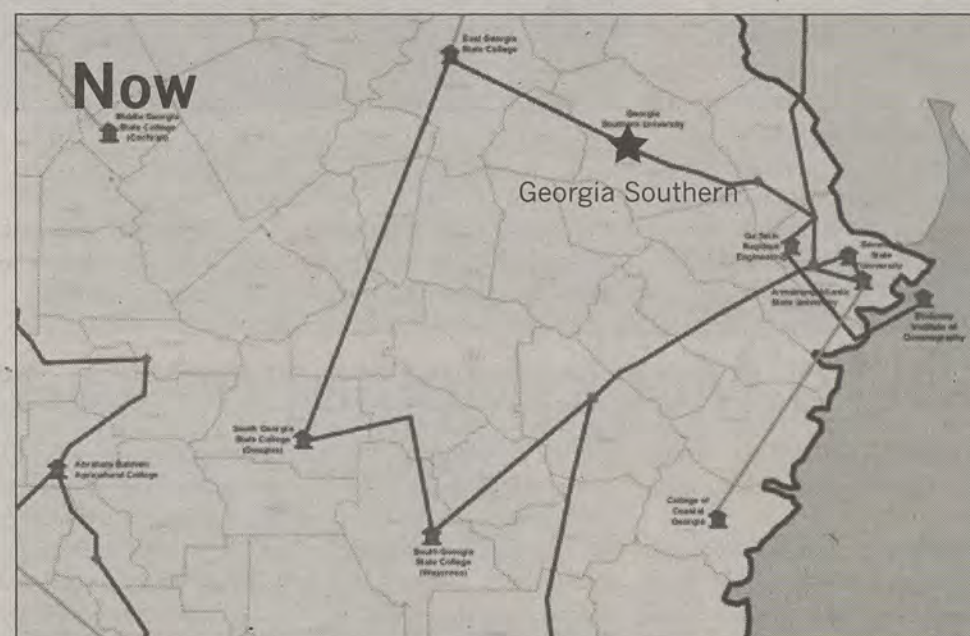 Now
East Georgia
State College
Middle Georgia
State College
(Cochran)
Georgia
Southern University
Georgia Southern
Ga Tech
Regional
Engineering
State
University
Armstrong Atlantic
State University
Skidaway
Institute of
Oceanography
South Georgia
State College
(Douglas)
Abraham Baldwin
Agricultural College
College of
Coastal
Georgia
South Georgia
State College
(Waycross)